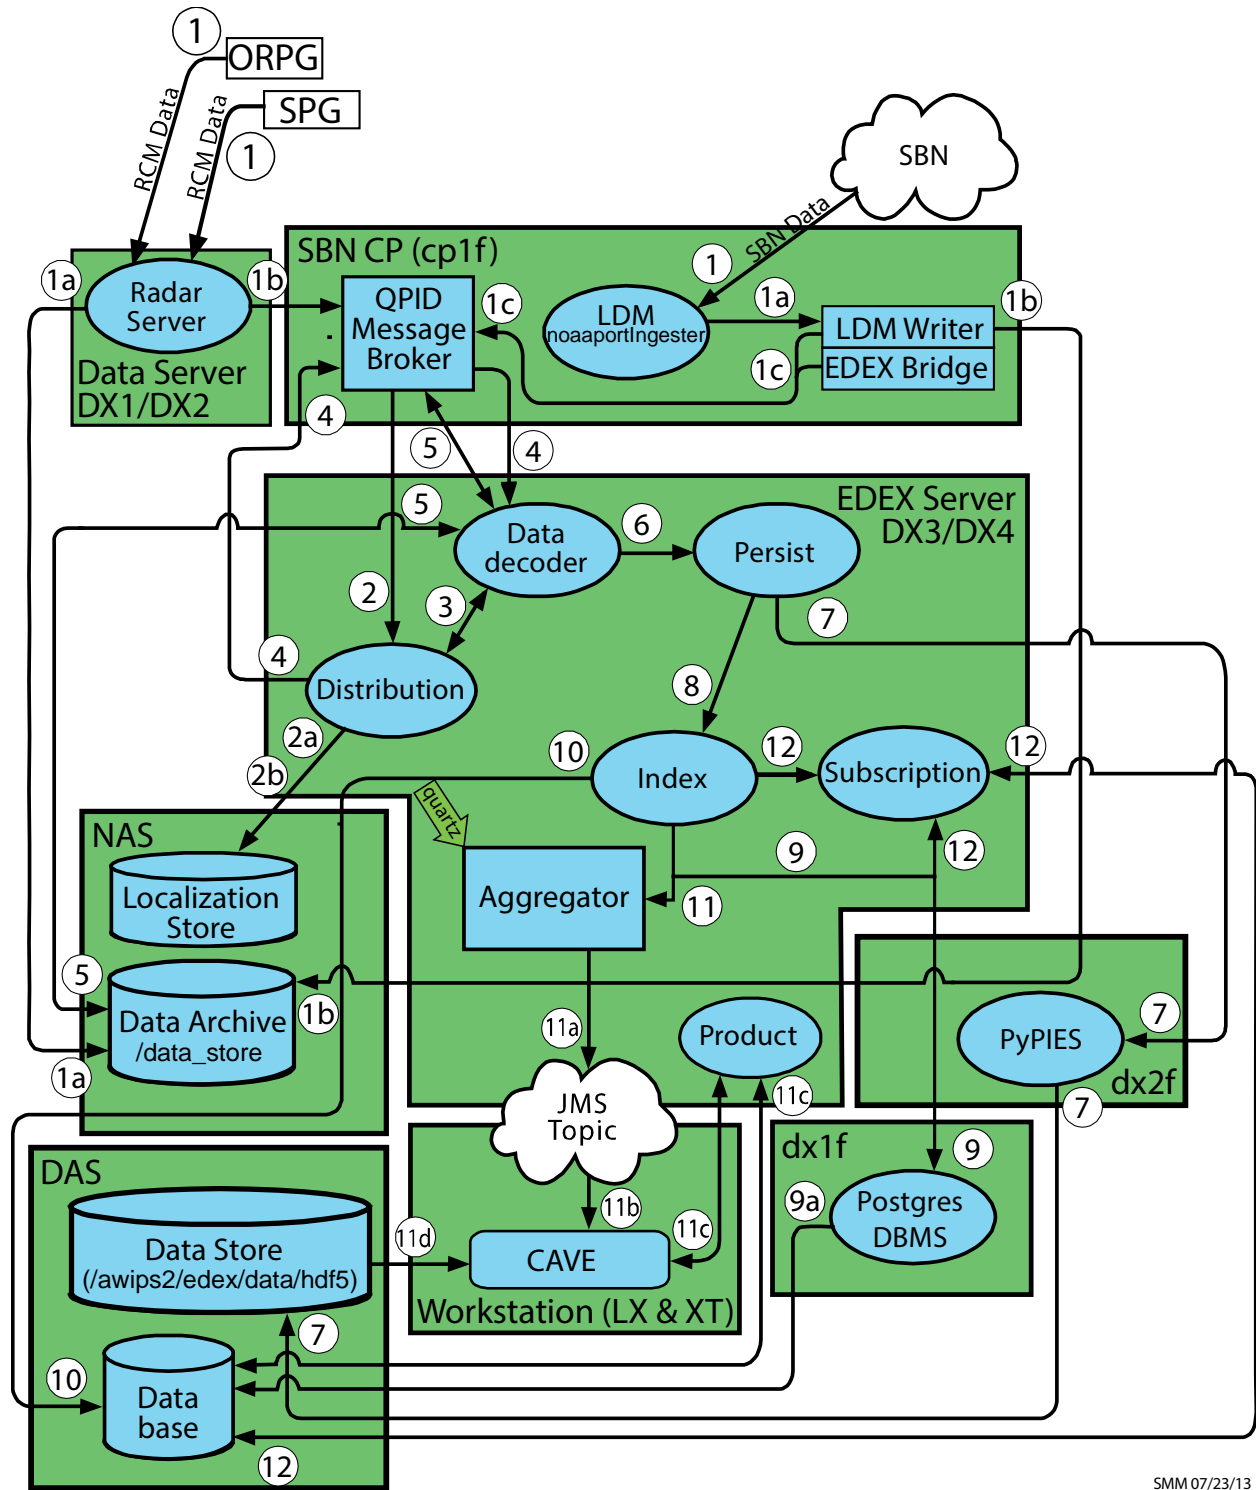 1
ORPG
RCM Data
SPG
RCM Data
1
SBN
SBN Data
SBN CP (cp1f)
1
1a
Radar
Server
1b
QPID
Message
Broker
1c
LDM
noaaportIngester
1a
LDM Writer
1b
EDEX Bridge
1c
Data Server
DX1/DX2
4
5
4
EDEX Server
DX3/DX4
5
Data
decoder
6
Persist
2
3
7
4
Distribution
8
2a
2b
10
Index
12
Subscription
12
quartz
NAS
Localization
Store
Aggregator
9
12
11
5
Data Archive
/data_store
1b
1a
11a
Product
PyPIES
7
dx2f
7
JMS
Topic
11c
DAS
dx1f
9
9a
Postgres
DBMS
Data Store
(/awips2/edex/data/hdf5)
11d
11b
11c
CAVE
Workstation (LX & XT)
7
10
Data
base
12
SMM 07/23/13